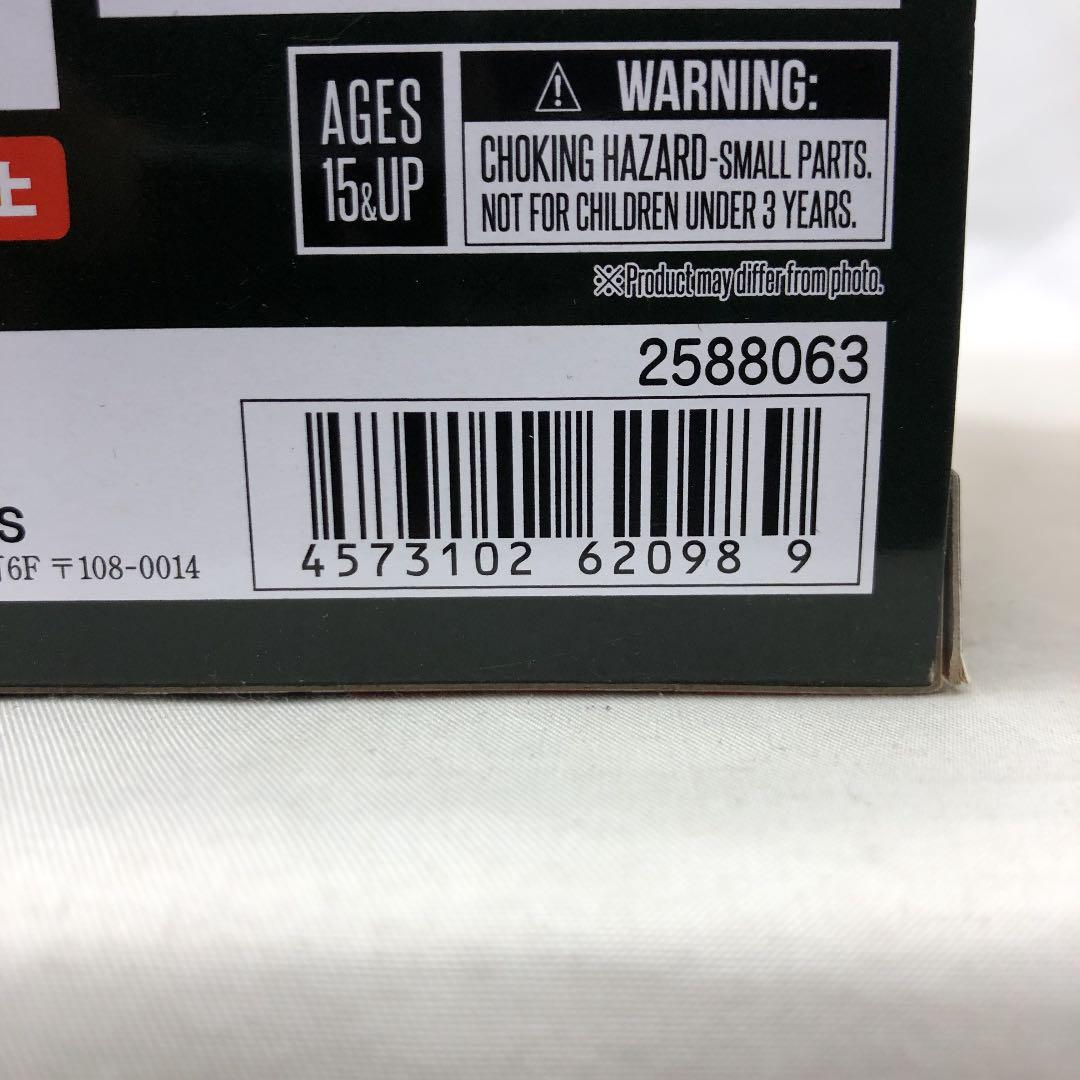 AGES
15&UP
WARNING:
CHOKING HAZARD-SMALL PARTS.
NOT FOR CHILDREN UNDER 3 YEARS.
※Product may differ from photo.
2588063
S
6F 〒108-0014
4573102 62098 9